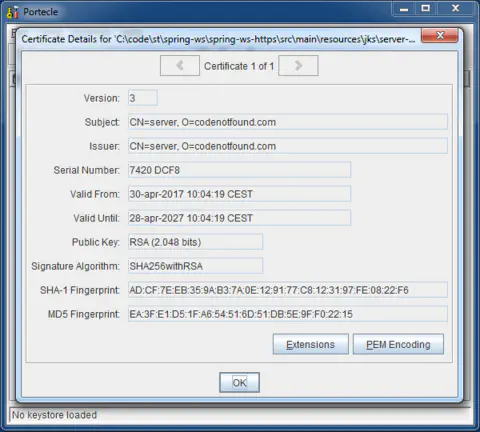 Portecle
Certificate Details for 'C:\code\st\spring-ws\spring-ws-https\src\main\resources\jks\server-...
Certificate 1 of 1
Version: 3
Subject: CN=server, O=codenotfound.com
Issuer: CN=server, O=codenotfound.com
Serial Number: 7420 DCF8
Valid From: 30-apr-2017 10:04:19 CEST
Valid Until: 28-apr-2027 10:04:19 CEST
Public Key: RSA (2.048 bits)
Signature Algorithm: SHA256withRSA
SHA-1 Fingerprint: AD:CF:7E:EB:35:9A:B3:7A:0E:12:91:77:C8:12:31:97:FE:08:22:F6
MD5 Fingerprint: EA:3F:E1:D5:1F:A6:54:51:6D:51:DB:5E:9F:F0:22:15
Extensions PEM Encoding
OK
No keystore loaded